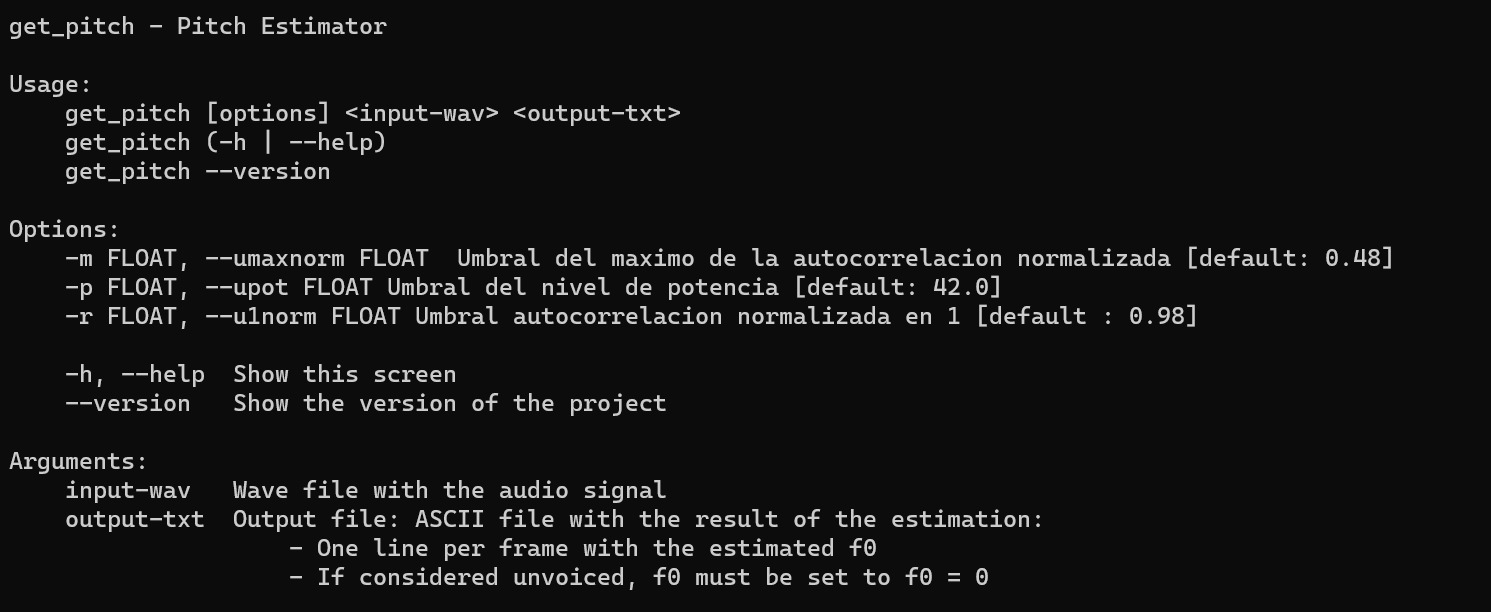 get_pitch - Pitch Estimator
Usage:
get_pitch [options] <input-wav> <output-txt>
get_pitch (-h | --help)
get_pitch --version
Options:
-m FLOAT, --umaxnorm FLOAT  Umbral del maximo de la autocorrelacion normalizada [default: 0.48]
-p FLOAT, --upot FLOAT Umbral del nivel de potencia [default: 42.0]
-r FLOAT, --u1norm FLOAT Umbral autocorrelacion normalizada en 1 [default : 0.98]
-h, --help  Show this screen
--version   Show the version of the project
Arguments:
input-wav   Wave file with the audio signal
output-txt  Output file: ASCII file with the result of the estimation:
- One line per frame with the estimated f0
- If considered unvoiced, f0 must be set to f0 = 0